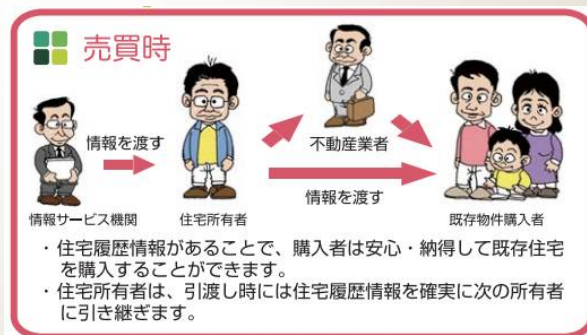 売買時
情報を渡す
不動産業者
情報を渡す
情報サービス機関
住宅所有者
既存物件購入者
・住宅履歴情報があることで、購入者は安心・納得して既存住宅
を購入することができます。
・住宅所有者は、引渡し時には住宅履歴情報を確実に次の所有者
に引き継ぎます。